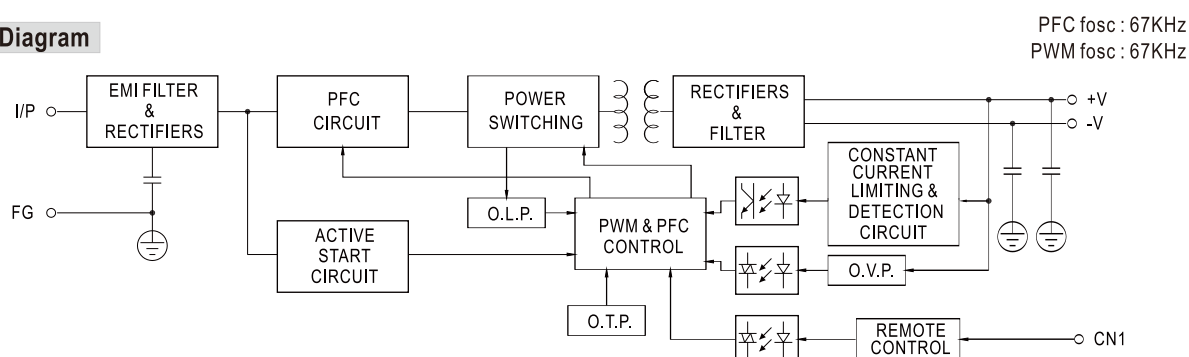 Diagram
PFC fosc : 67KHz
PWM fosc : 67KHz
I/P
EMI FILTER
&
RECTIFIERS
PFC
CIRCUIT
POWER
SWITCHING
RECTIFIERS
&
FILTER
+V
-V
FG
ACTIVE
START
CIRCUIT
O.L.P.
PWM & PFC
CONTROL
CONSTANT
CURRENT
LIMITING &
DETECTION
CIRCUIT
O.V.P.
O.T.P.
REMOTE
CONTROL
CN1